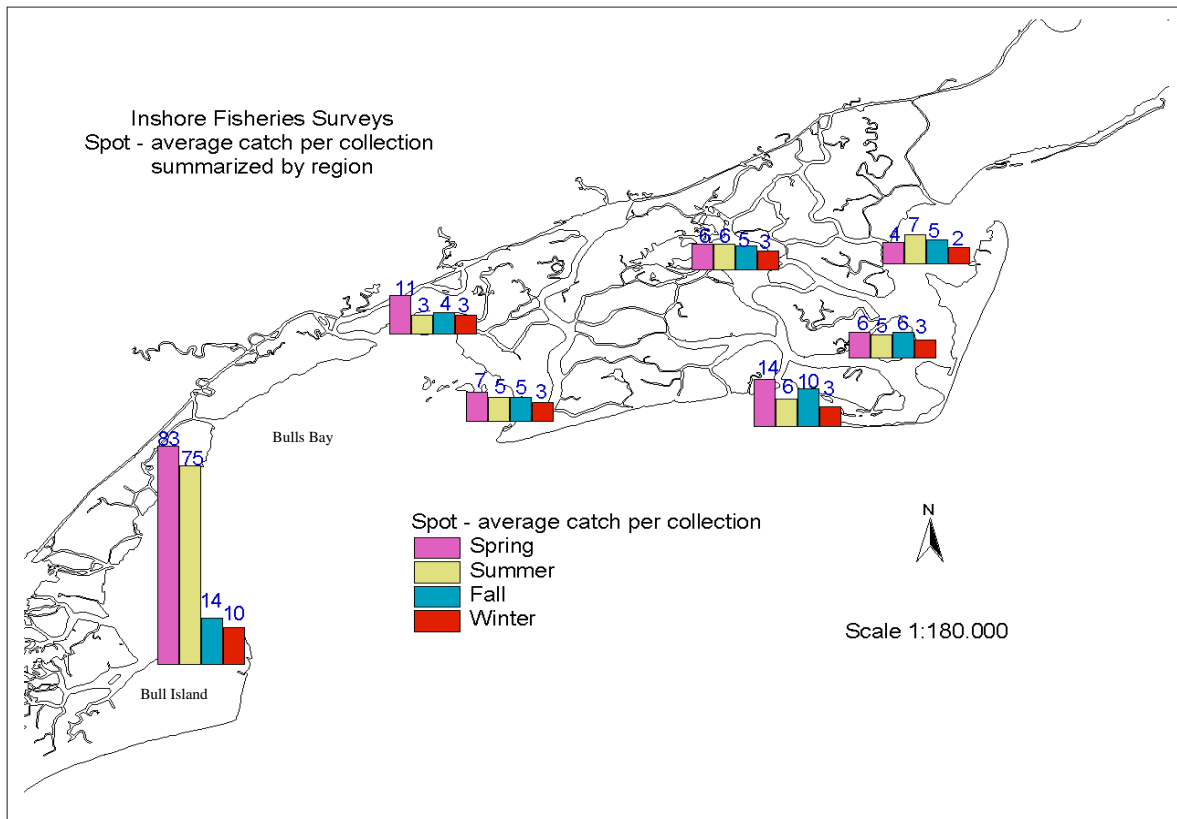 Inshore Fisheries Surveys
Spot - average catch per collection
summarized by region
6 6 5 3
4 7 5 2
11 3 4 3
6 5 6 3
14 6 10 3
7 5 5 3
Bulls Bay
83 75 14 10
Bull Island
Spot - average catch per collection
Spring
Summer
Fall
Winter
N
Scale 1:180.000